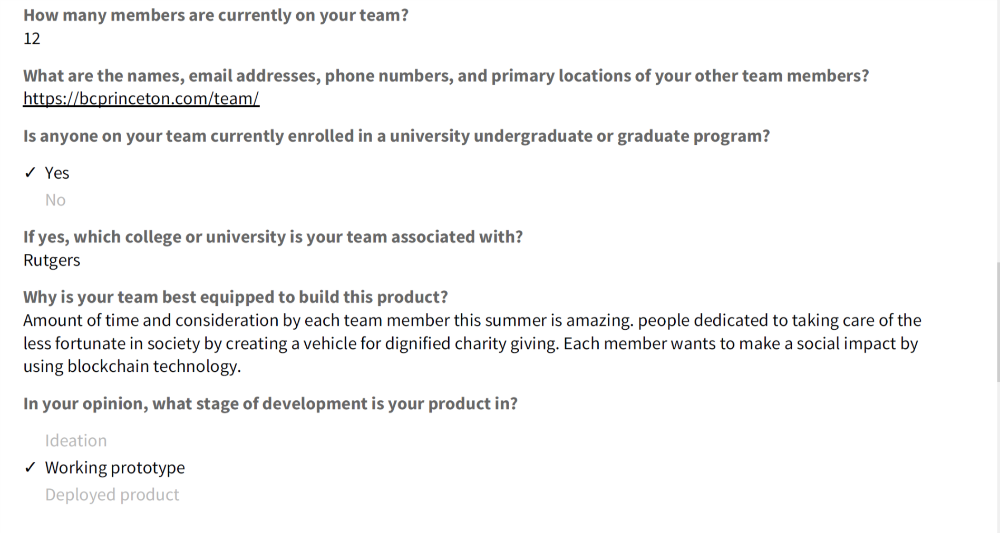 How many members are currently on your team?
12
What are the names, email addresses, phone numbers, and primary locations of your other team members?
https://bcprinceton.com/team/
Is anyone on your team currently enrolled in a university undergraduate or graduate program?
✓ Yes
No
If yes, which college or university is your team associated with?
Rutgers
Why is your team best equipped to build this product?
Amount of time and consideration by each team member this summer is amazing. people dedicated to taking care of the
less fortunate in society by creating a vehicle for dignified charity giving. Each member wants to make a social impact by
using blockchain technology.
In your opinion, what stage of development is your product in?
Ideation
✓ Working prototype
Deployed product